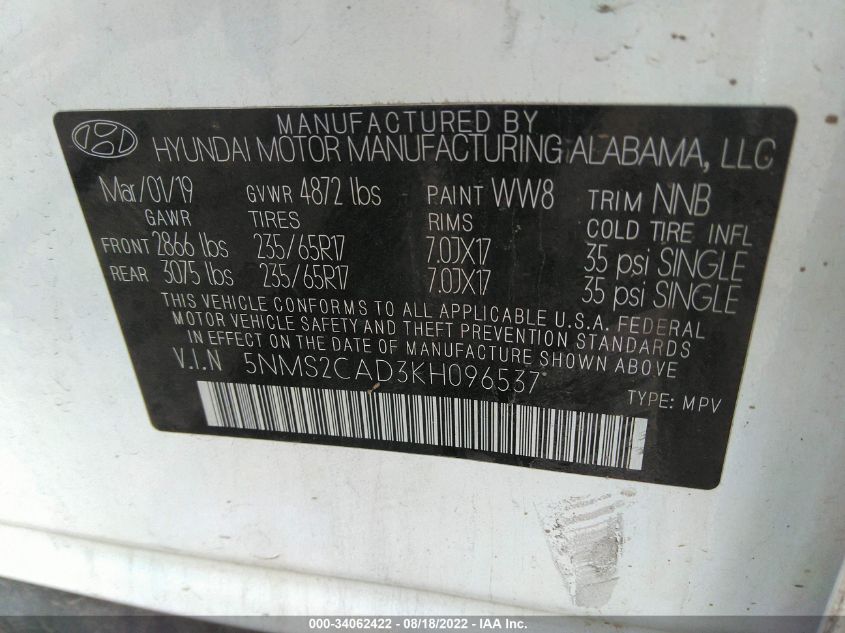 MANUFACTURED BY
HYUNDAI MOTOR MANUFACTURING ALABAMA, LLC
Mar/01/19 GVWR 4872 lbs PAINT WW8 TRIM NNB
GAWR TIRES RIMS COLD TIRE INFL
FRONT 2866 lbs 235/65R17 7.0JX17 35 psi SINGLE
REAR 3075 lbs 235/65R17 7.0JX17 35 psi SINGLE
THIS VEHICLE CONFORMS TO ALL APPLICABLE U.S.A. FEDERAL
MOTOR VEHICLE SAFETY AND THEFT PREVENTION STANDARDS
IN EFFECT ON THE DATE OF MANUFACTURE SHOWN ABOVE
V.I.N 5NMS2CAD3KH096537
TYPE: MPV
000-34062422 - 08/18/2022 - IAA Inc.